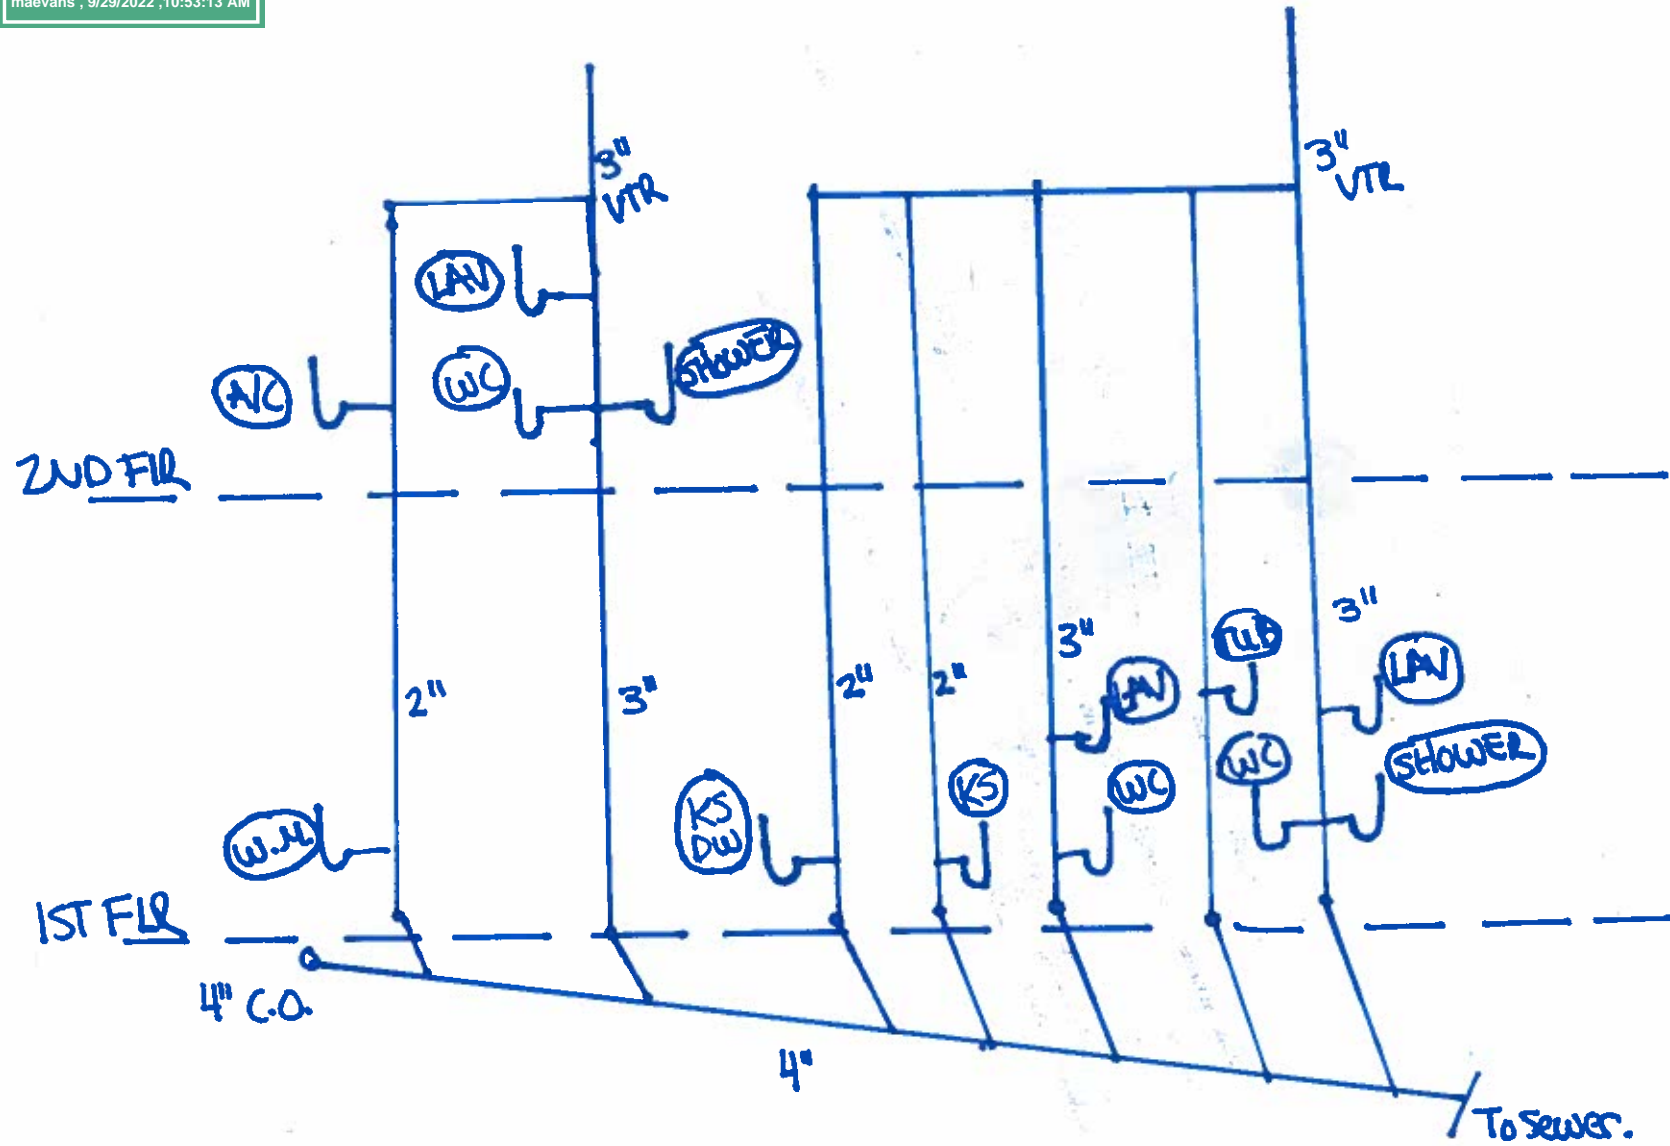 maevans , 9/29/2022 ,10:53:13 AM
3"
VTR
3"
VTR
LAV
WC
SHOWER
A/C
2ND FLR
3"
3"
TUB
LAV
LAV
2"
3"
2"
2"
WC
SHOWER
KS
WC
KS
DW
W.M
1ST FLR
4" C.O.
4"
To Sewer.